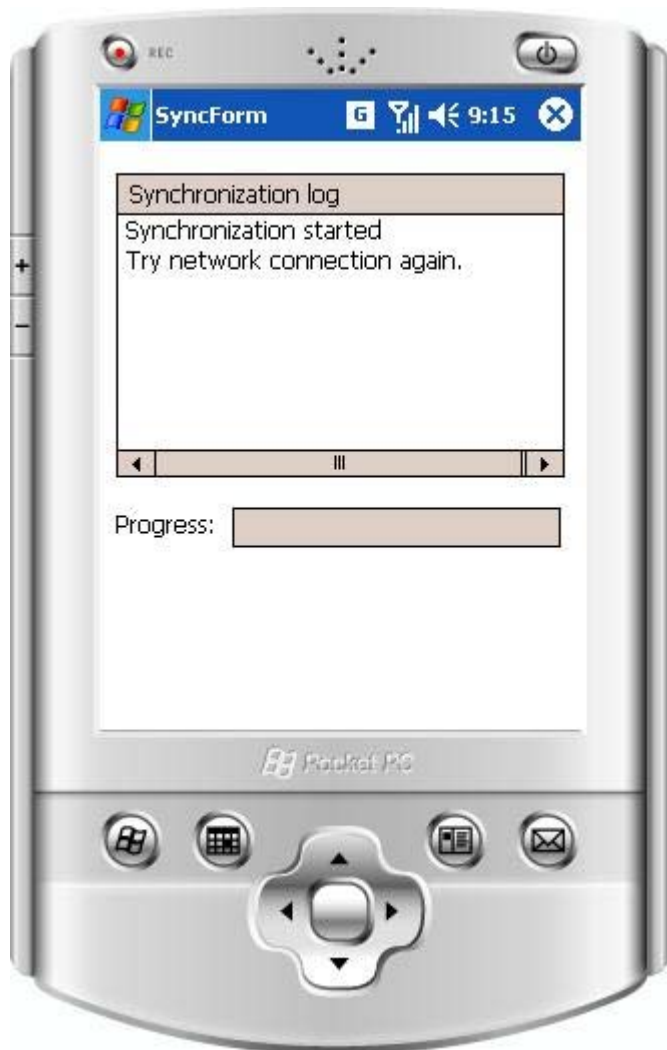 REC
SyncForm G 9:15
Synchronization log
Synchronization started
Try network connection again.
Progress:
Pocket PC